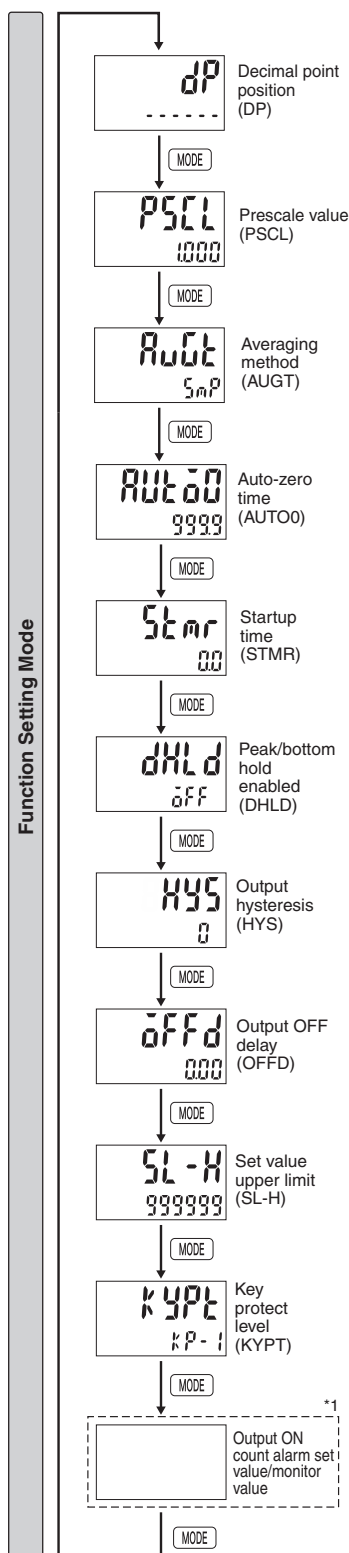 Function Setting Mode
dP
------
Decimal point
position
(DP)
MODE
PSCL
1.000
Prescale value
(PSCL)
MODE
AvGt
SmP
Averaging
method
(AUGT)
MODE
AUto0
999.9
Auto-zero
time
(AUTO0)
MODE
Stmr
0.0
Startup
time
(STMR)
MODE
dHLd
oFF
Peak/bottom
hold
enabled
(DHLD)
MODE
HYS
0
Output
hysteresis
(HYS)
MODE
oFFd
0.00
Output OFF
delay
(OFFD)
MODE
SL-H
999999
Set value
upper limit
(SL-H)
MODE
KYPt
KP-1
Key
protect
level
(KYPT)
MODE
*1
Output ON
count alarm set
value/monitor
value
MODE